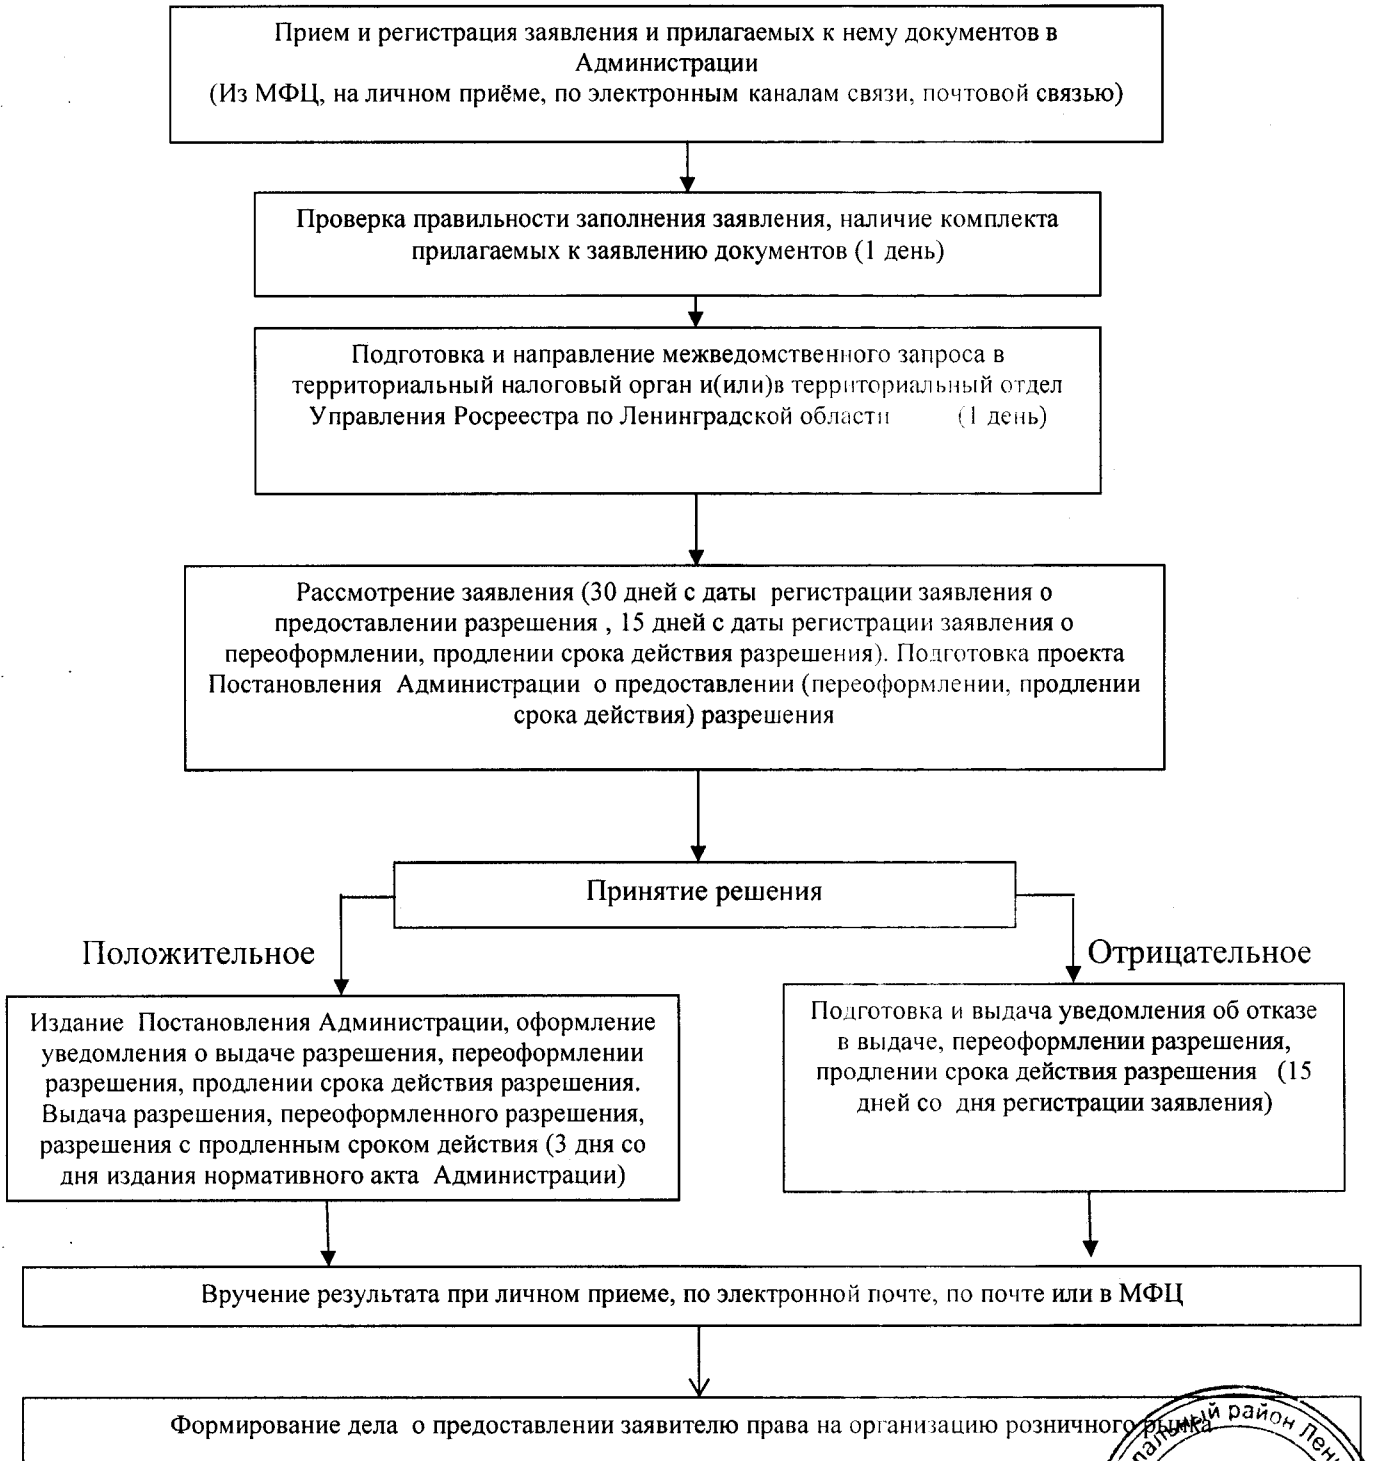 Прием и регистрация заявления и прилагаемых к нему документов в
Администрации
(Из МФЦ, на личном приёме, по электронным каналам связи, почтовой связью)
Проверка правильности заполнения заявления, наличие комплекта
прилагаемых к заявлению документов (1 день)
Подготовка и направление межведомственного запроса в
территориальный налоговый орган и(или)в территориальный отдел
Управления Росреестра по Ленинградской области (1 день)
Рассмотрение заявления (30 дней с даты регистрации заявления о
предоставлении разрешения , 15 дней с даты регистрации заявления о
переоформлении, продлении срока действия разрешения). Подготовка проекта
Постановления Администрации о предоставлении (переоформлении, продлении
срока действия) разрешения
Принятие решения
Положительное
Отрицательное
Издание Постановления Администрации, оформление
уведомления о выдаче разрешения, переоформлении
разрешения, продлении срока действия разрешения.
Выдача разрешения, переоформленного разрешения,
разрешения с продленным сроком действия (3 дня со
дня издания нормативного акта Администрации)
Подготовка и выдача уведомления об отказе
в выдаче, переоформлении разрешения,
продлении срока действия разрешения (15
дней со дня регистрации заявления)
Вручение результата при личном приеме, по электронной почте, по почте или в МФЦ
Формирование дела о предоставлении заявителю права на организацию розничного рынка
район